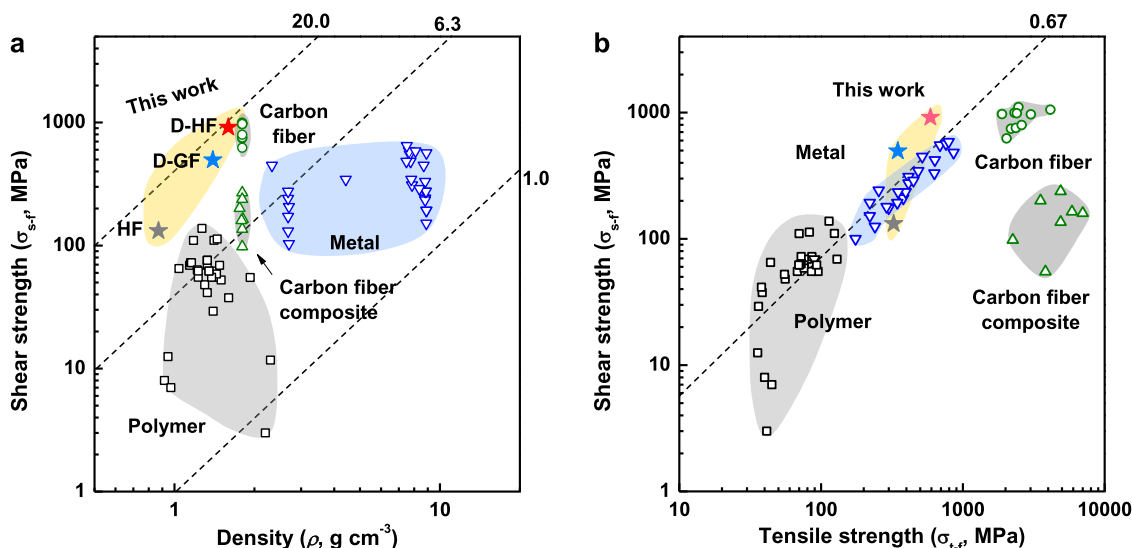 a
20.0
6.3
1.0
This work
D-HF
D-GF
HF
Carbon
fiber
Metal
Carbon fiber
composite
Polymer
1000
100
10
1
Shear strength (σs-f, MPa)
1
10
Density (ρ, g cm-3)
b
0.67
This work
Metal
Carbon fiber
Polymer
Carbon fiber
composite
1000
100
10
1
Shear strength (σs-f, MPa)
10
100
1000
10000
Tensile strength (σt-f, MPa)